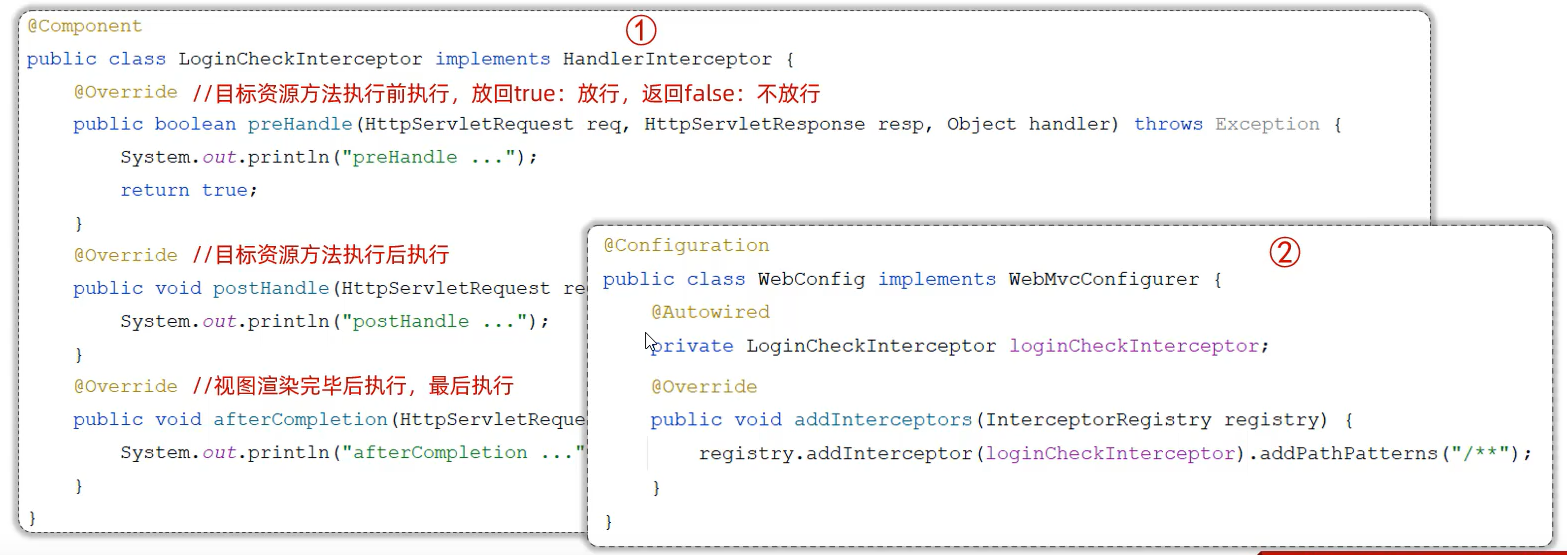 @Component
①
public class LoginCheckInterceptor implements HandlerInterceptor {
@Override //目标资源方法执行前执行，放回true：放行，返回false：不放行
public boolean preHandle(HttpServletRequest req, HttpServletResponse resp, Object handler) throws Exception {
System.out.println("preHandle ...");
return true;
}
@Override //目标资源方法执行后执行
public void postHandle(HttpServletRequest re
System.out.println("postHandle ...");
}
@Override //视图渲染完毕后执行，最后执行
public void afterCompletion(HttpServletReque
System.out.println("afterCompletion ..."
}
}
@Configuration
②
public class WebConfig implements WebMvcConfigurer {
@Autowired
private LoginCheckInterceptor loginCheckInterceptor;
@Override
public void addInterceptors(InterceptorRegistry registry) {
registry.addInterceptor(loginCheckInterceptor).addPathPatterns("/**");
}
}